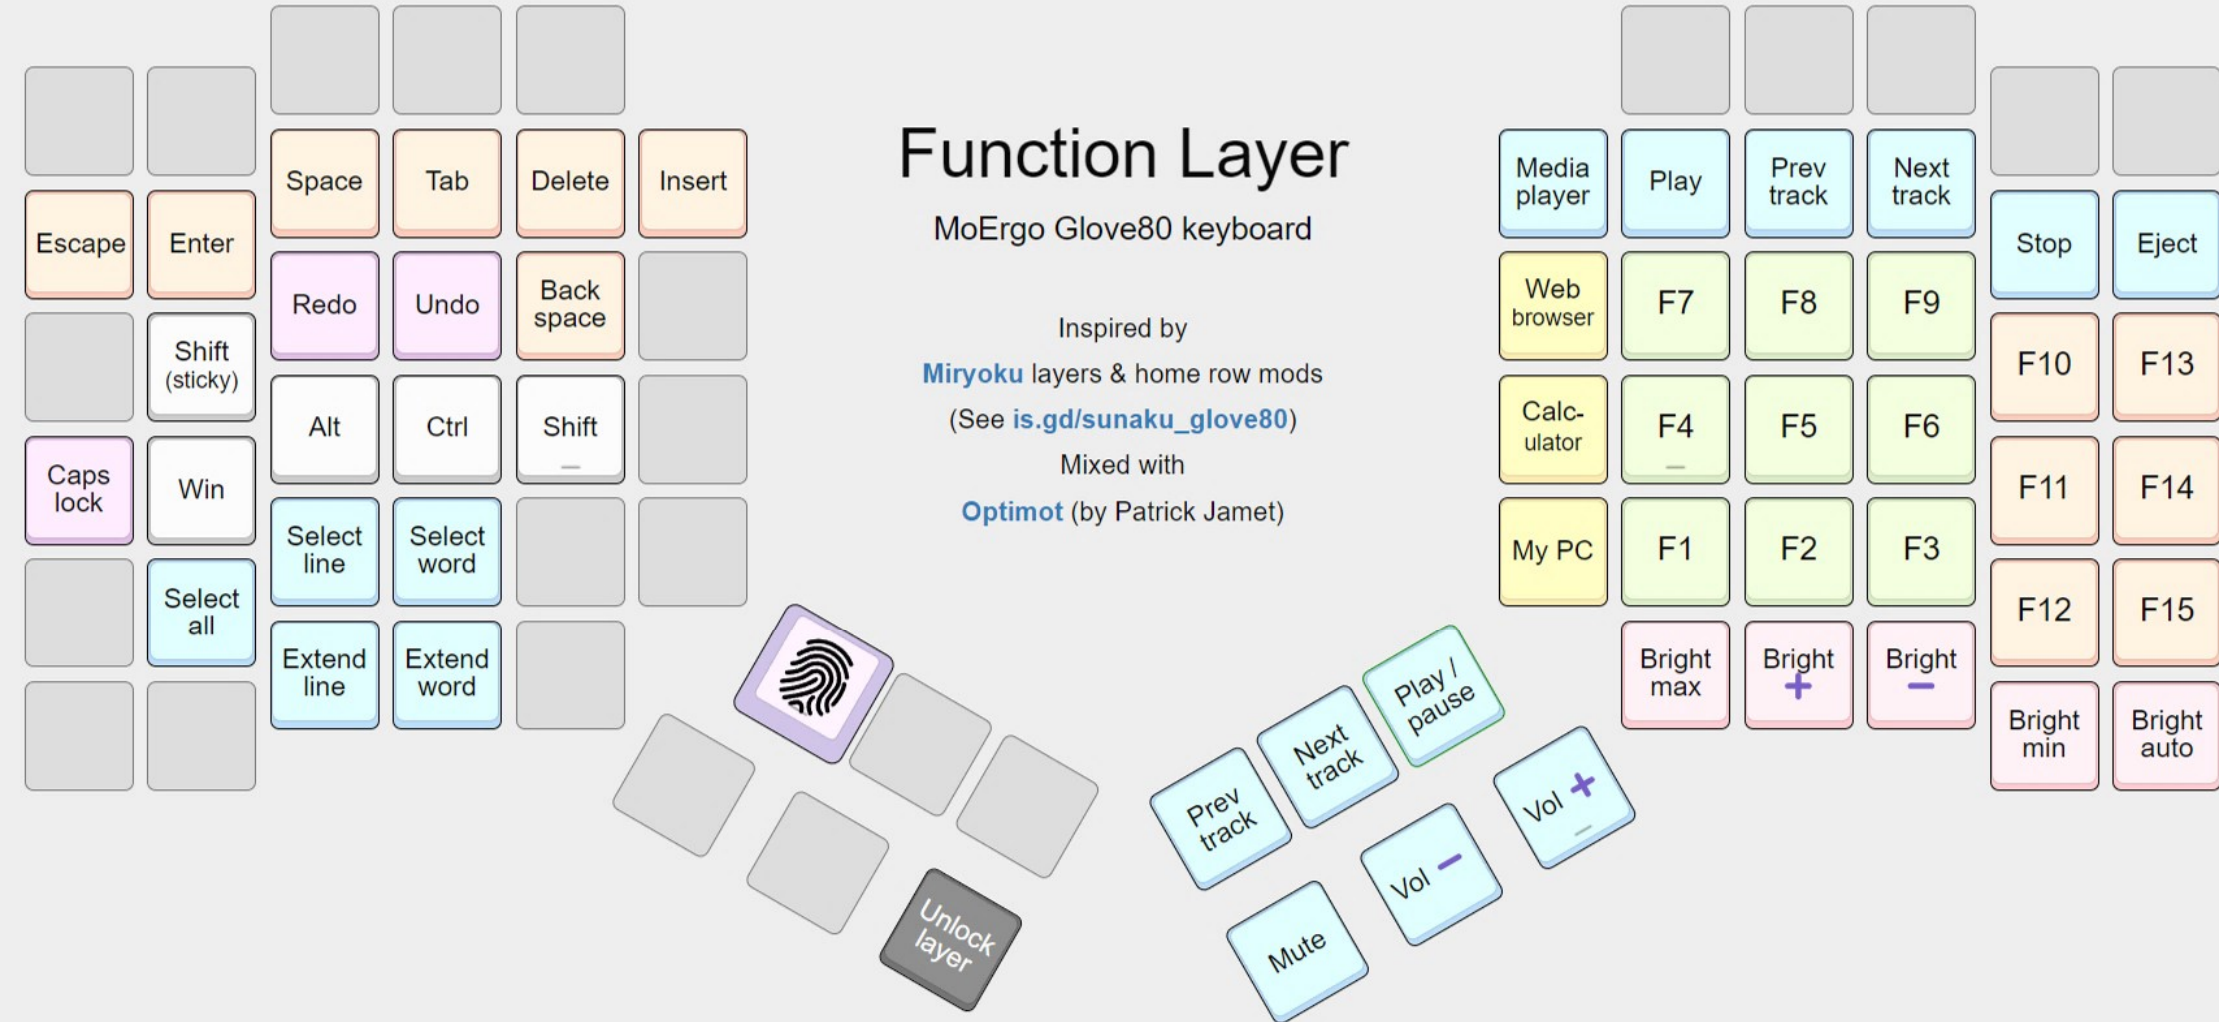 Function Layer
MoErgo Glove80 keyboard
Inspired by
Miryoku layers & home row mods
(See is.gd/sunaku_glove80)
Mixed with
Optimot (by Patrick Jamet)
Space
Tab
Delete
Insert
Escape
Enter
Redo
Undo
Back
space
Shift
(sticky)
Alt
Ctrl
Shift
Caps
lock
Win
Select
line
Select
word
Select
all
Extend
line
Extend
word
Unlock
layer
Media
player
Play
Prev
track
Next
track
Stop
Eject
Web
browser
F7
F8
F9
F10
F13
Calc-
ulator
F4
F5
F6
F11
F14
My PC
F1
F2
F3
F12
F15
Bright
max
Bright
+
Bright
−
Bright
min
Bright
auto
Prev
track
Next
track
Play /
pause
Mute
Vol −
Vol +